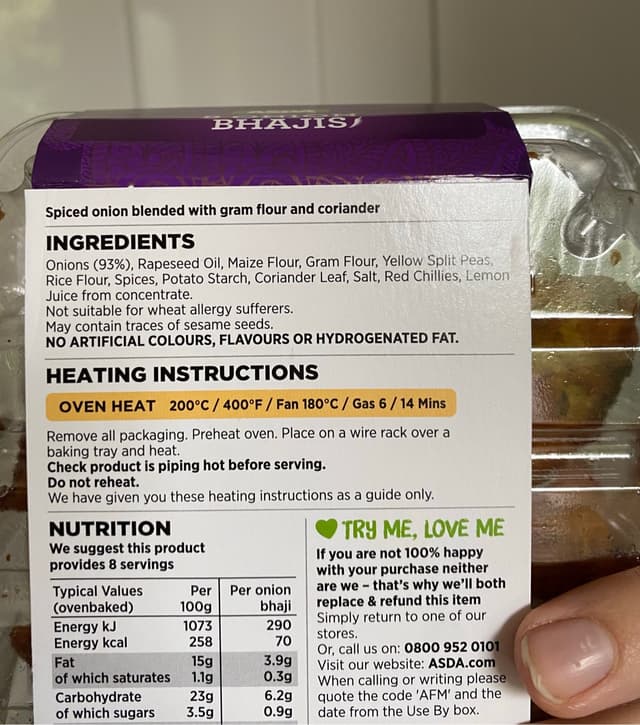 BHAJIS
Spiced onion blended with gram flour and coriander
INGREDIENTS
Onions (93%), Rapeseed Oil, Maize Flour, Gram Flour, Yellow Split Peas,
Rice Flour, Spices, Potato Starch, Coriander Leaf, Salt, Red Chillies, Lemon
Juice from concentrate.
Not suitable for wheat allergy sufferers.
May contain traces of sesame seeds.
NO ARTIFICIAL COLOURS, FLAVOURS OR HYDROGENATED FAT.
HEATING INSTRUCTIONS
OVEN HEAT 200°C / 400°F / Fan 180°C / Gas 6 / 14 Mins
Remove all packaging. Preheat oven. Place on a wire rack over a
baking tray and heat.
Check product is piping hot before serving.
Do not reheat.
We have given you these heating instructions as a guide only.
NUTRITION
We suggest this product
provides 8 servings
Typical Values Per Per onion
(ovenbaked) 100g bhaji
Energy kJ 1073 290
Energy kcal 258 70
Fat 15g 3.9g
of which saturates 1.1g 0.3g
Carbohydrate 23g 6.2g
of which sugars 3.5g 0.9g
TRY ME, LOVE ME
If you are not 100% happy
with your purchase neither
are we – that's why we'll both
replace & refund this item
Simply return to one of our
stores.
Or, call us on: 0800 952 0101
Visit our website: ASDA.com
When calling or writing please
quote the code 'AFM' and the
date from the Use By box.